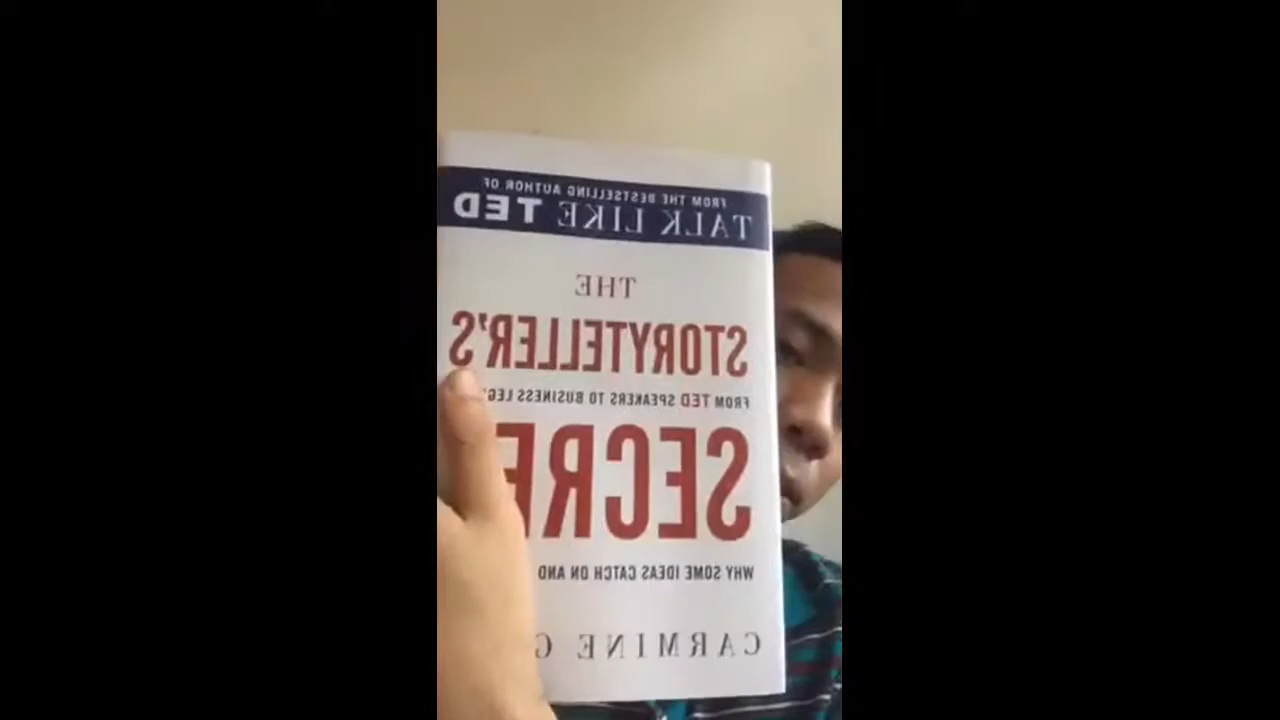 FROM THE BESTSELLING AUTHOR OF
TALK LIKE TED
THE
STORYTELLER'S
FROM TED SPEAKERS TO BUSINESS LEG
SECRE
WHY SOME IDEAS CATCH ON AND
CARMINE G